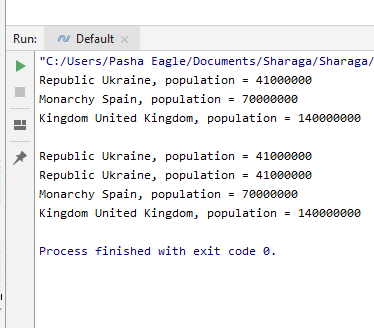 Run: Default
"C:/Users/Pasha Eagle/Documents/Sharaga/Sharaga/
Republic Ukraine, population = 41000000
Monarchy Spain, population = 70000000
Kingdom United Kingdom, population = 140000000
Republic Ukraine, population = 41000000
Republic Ukraine, population = 41000000
Monarchy Spain, population = 70000000
Kingdom United Kingdom, population = 140000000
Process finished with exit code 0.